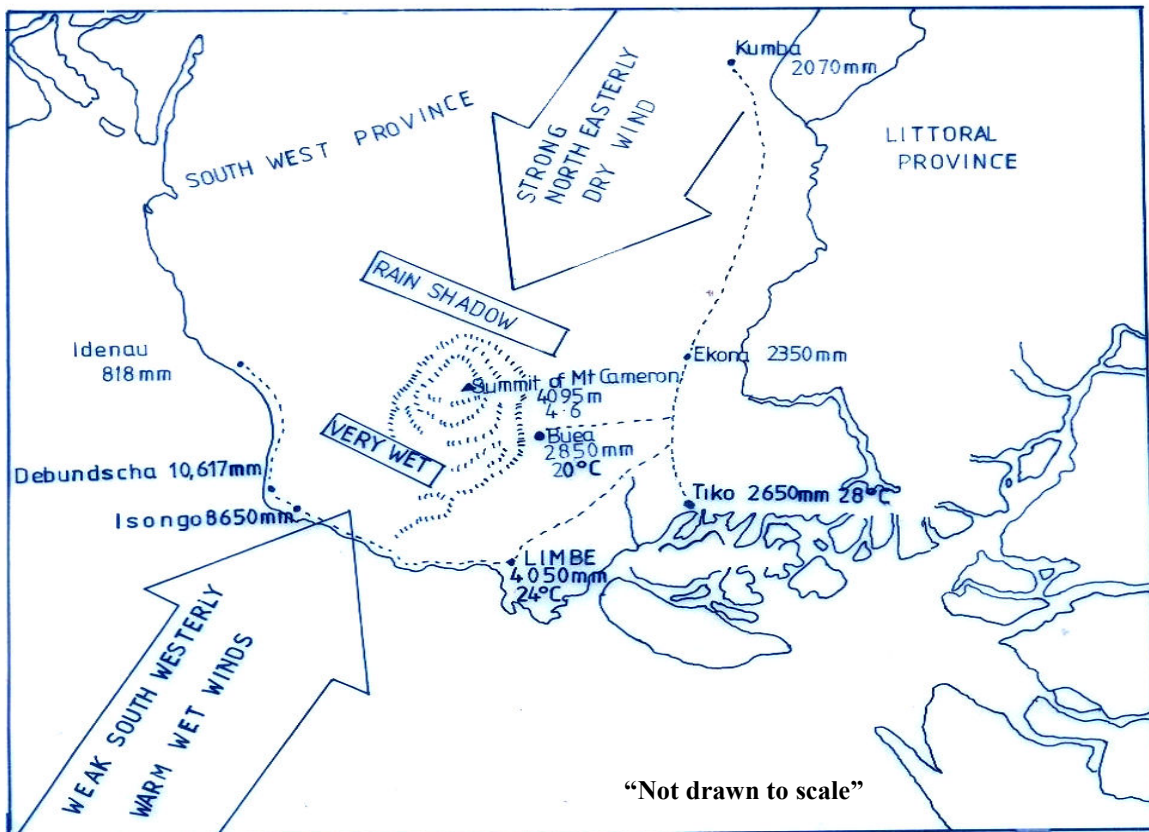 Kumba
2070mm
LITTORAL
PROVINCE
SOUTH WEST PROVINCE
STRONG
NORTH EASTERLY
DRY WIND
RAIN SHADOW
Idenau
818mm
Ekona 2350mm
Summit of Mt Cameron
4095m
4·6
VERY WET
Buea
2850mm
20°C
Debundscha 10,617mm
Isongo 8650mm
Tiko 2650mm 28°C
LIMBE
4050mm
24°C
WEAK SOUTH WESTERLY
WARM WET WINDS
“Not drawn to scale”